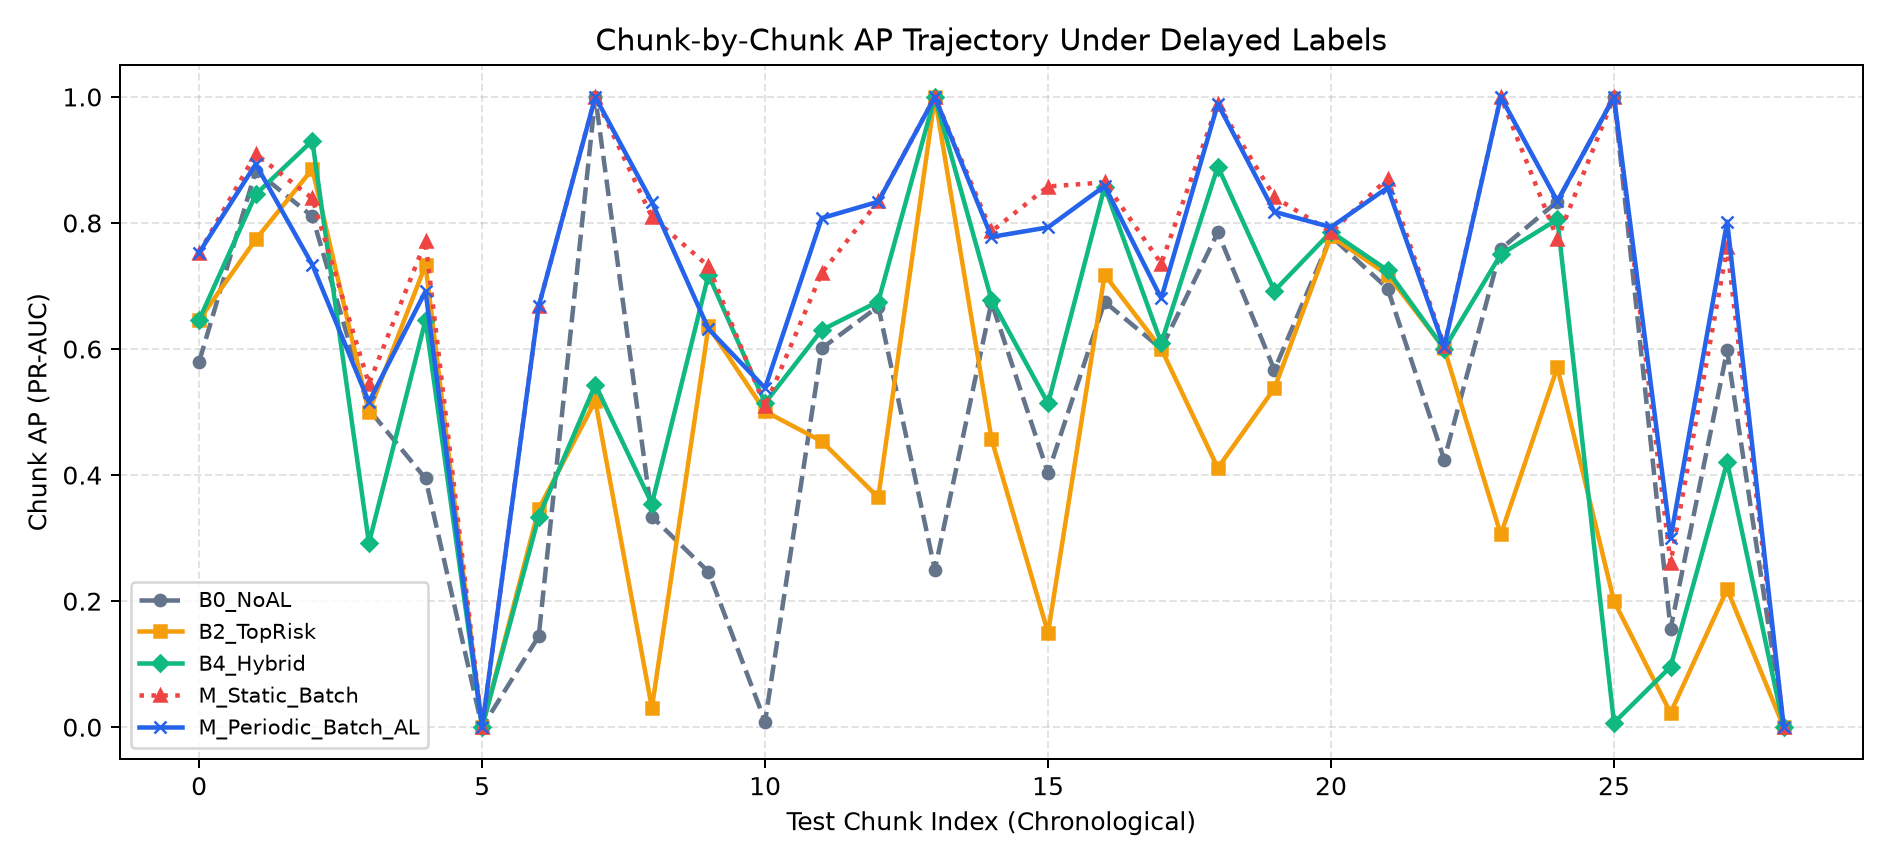 Chunk-by-Chunk AP Trajectory Under Delayed Labels
Chunk AP (PR-AUC)
1.0
0.8
0.6
0.4
0.2
0.0
B0_NoAL
B2_TopRisk
B4_Hybrid
M_Static_Batch
M_Periodic_Batch_AL
0 5 10 15 20 25
Test Chunk Index (Chronological)